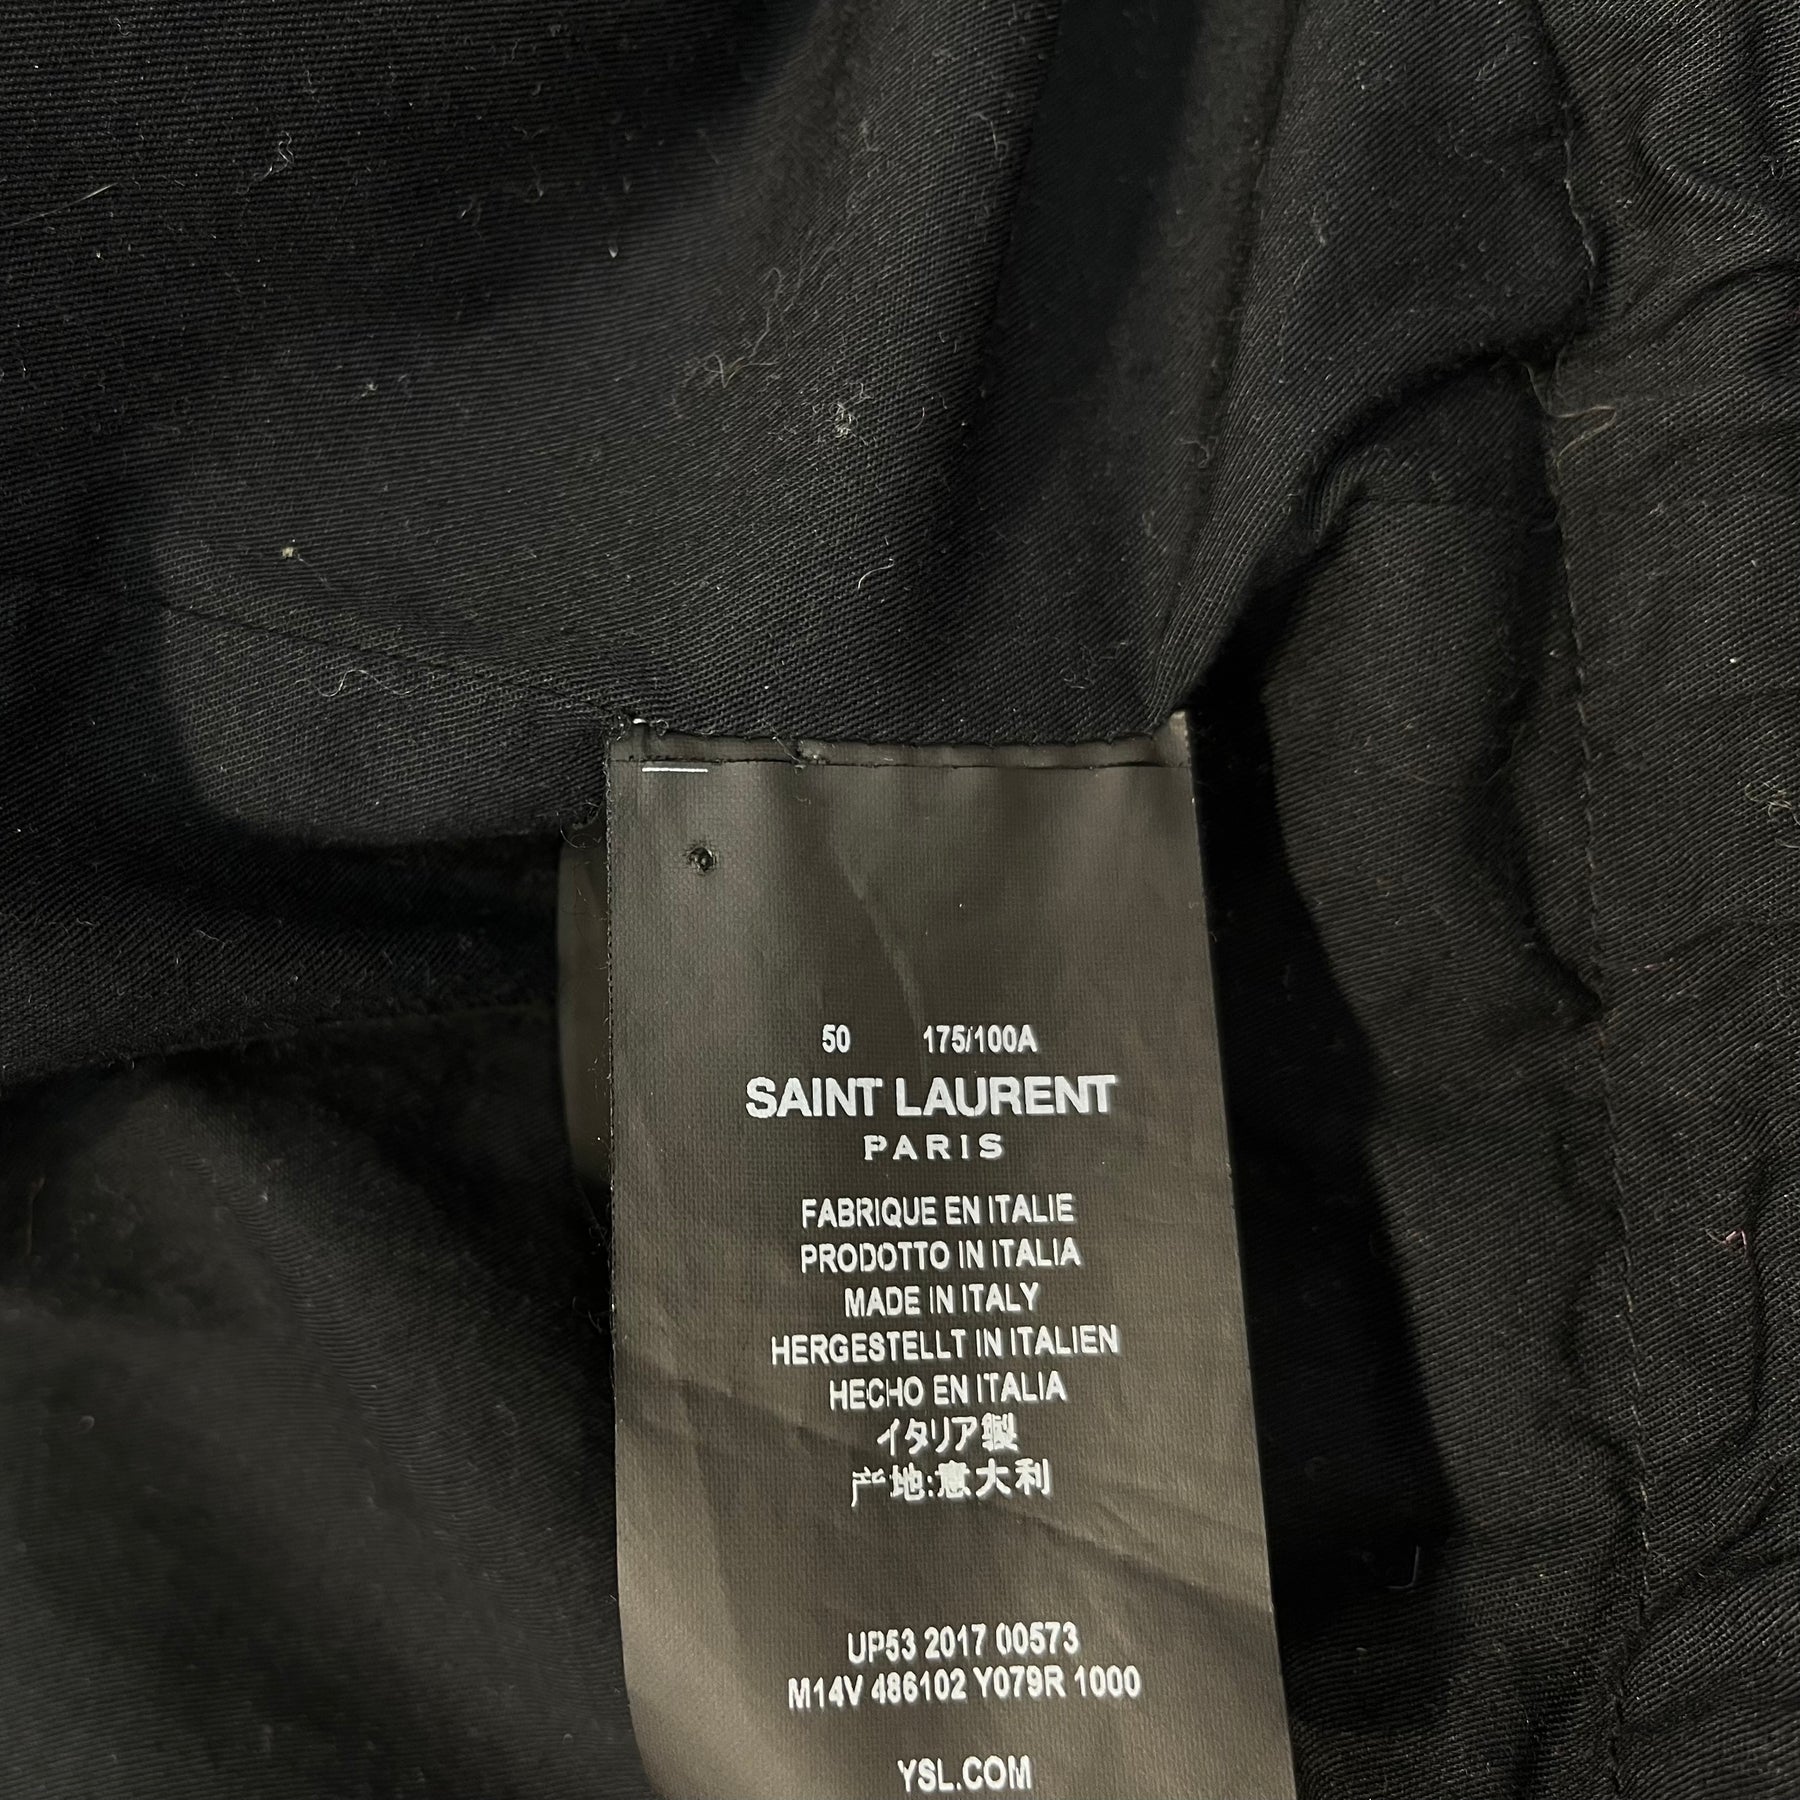 50 175/100A
SAINT LAURENT
PARIS
FABRIQUE EN ITALIE
PRODOTTO IN ITALIA
MADE IN ITALY
HERGESTELLT IN ITALIEN
HECHO EN ITALIA
イタリア製
产地:意大利
UP53 2017 00573
M14V 486102 Y079R 1000
YSL.COM